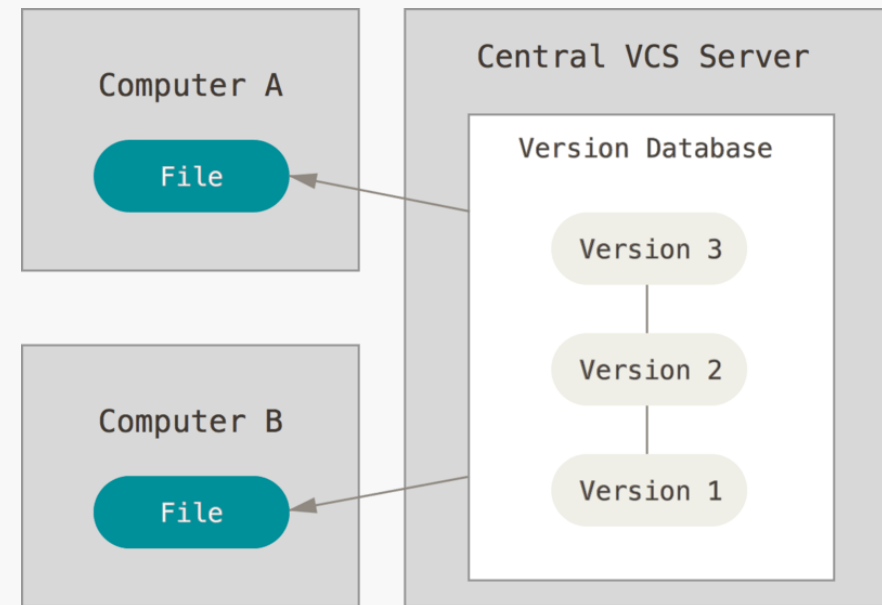 Computer A
File
Computer B
File
Central VCS Server
Version Database
Version 3
Version 2
Version 1